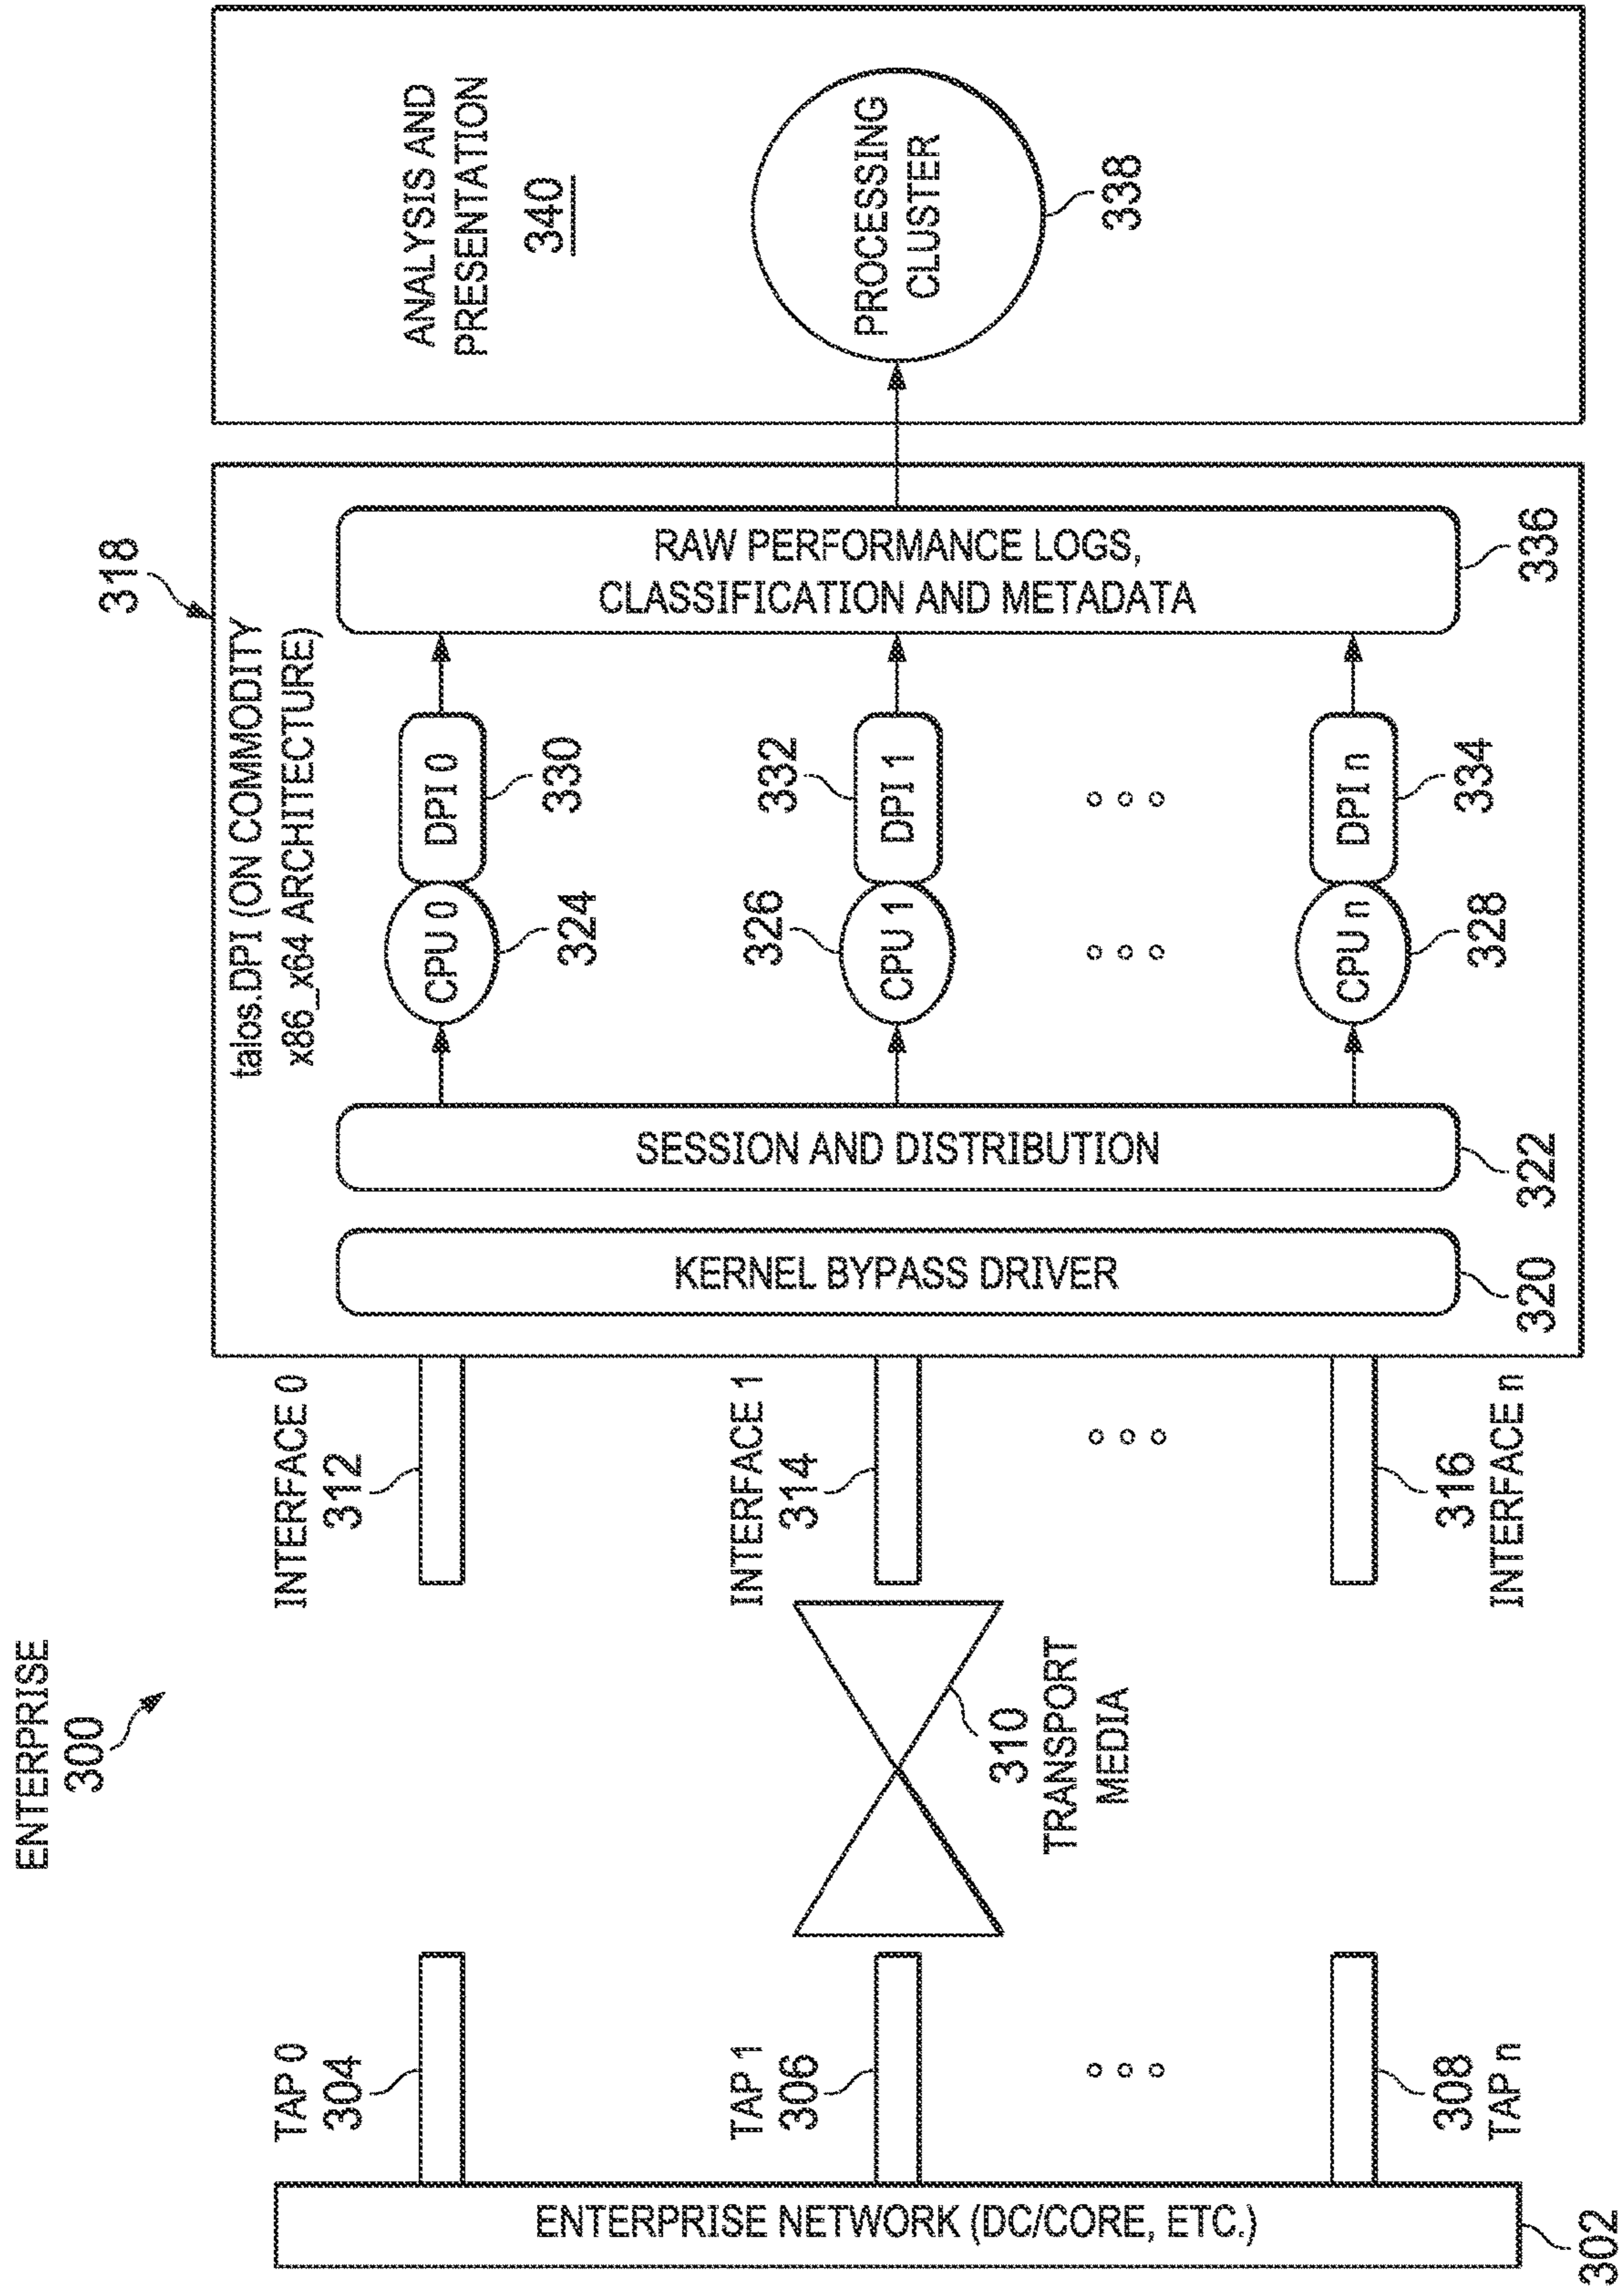 ENTERPRISE
300
ENTERPRISE NETWORK (DC/CORE, ETC.)
302
TAP 0
304
TAP 1
306
308
TAP n
310
TRANSPORT
MEDIA
INTERFACE 0
312
INTERFACE 1
314
316
INTERFACE n
318
talos.DPI (ON COMMODITY
x86_x64 ARCHITECTURE)
KERNEL BYPASS DRIVER
320
SESSION AND DISTRIBUTION
322
CPU 0
324
DPI 0
330
CPU 1
326
DPI 1
332
CPU n
328
DPI n
334
RAW PERFORMANCE LOGS,
CLASSIFICATION AND METADATA
336
ANALYSIS AND
PRESENTATION
340
PROCESSING
CLUSTER
338